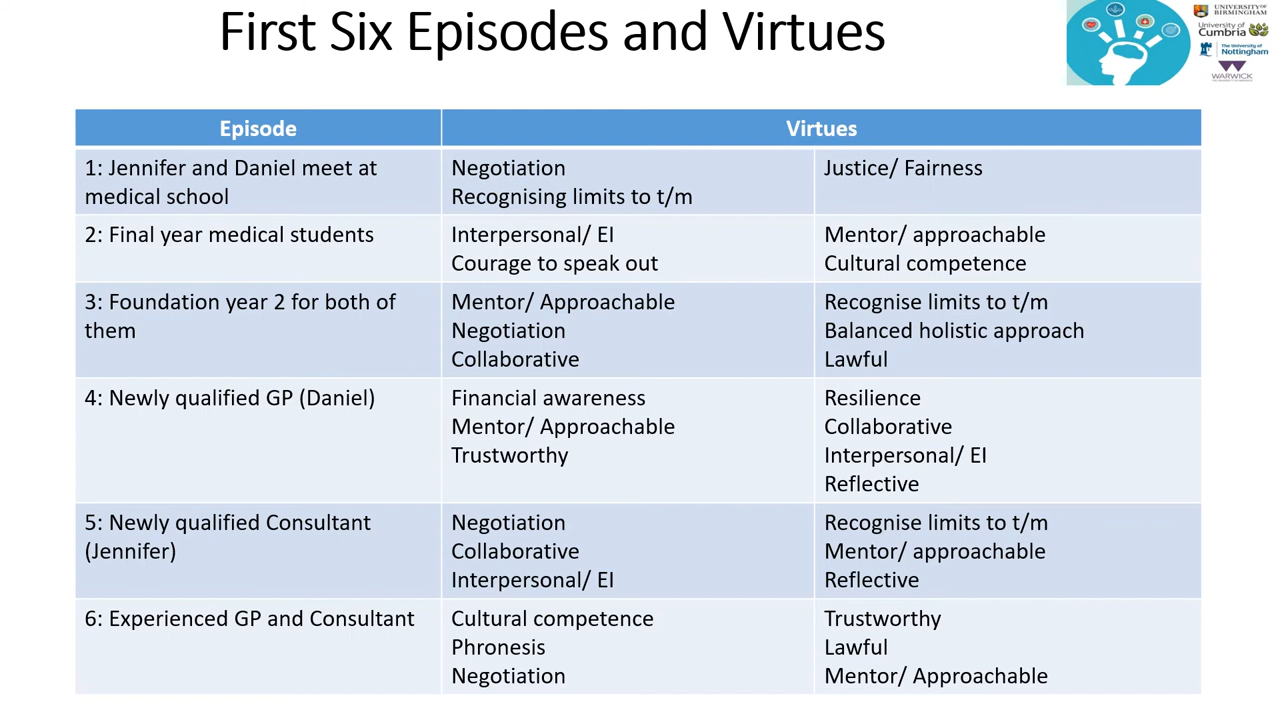 First Six Episodes and Virtues
UNIVERSITY OF
BIRMINGHAM
University of
Cumbria
The University of
Nottingham
WARWICK
Episode
Virtues
1: Jennifer and Daniel meet at
medical school
Negotiation
Recognising limits to t/m
Justice/ Fairness
2: Final year medical students
Interpersonal/ EI
Courage to speak out
Mentor/ approachable
Cultural competence
3: Foundation year 2 for both of
them
Mentor/ Approachable
Negotiation
Collaborative
Recognise limits to t/m
Balanced holistic approach
Lawful
4: Newly qualified GP (Daniel)
Financial awareness
Mentor/ Approachable
Trustworthy
Resilience
Collaborative
Interpersonal/ EI
Reflective
5: Newly qualified Consultant
(Jennifer)
Negotiation
Collaborative
Interpersonal/ EI
Recognise limits to t/m
Mentor/ approachable
Reflective
6: Experienced GP and Consultant
Cultural competence
Phronesis
Negotiation
Trustworthy
Lawful
Mentor/ Approachable